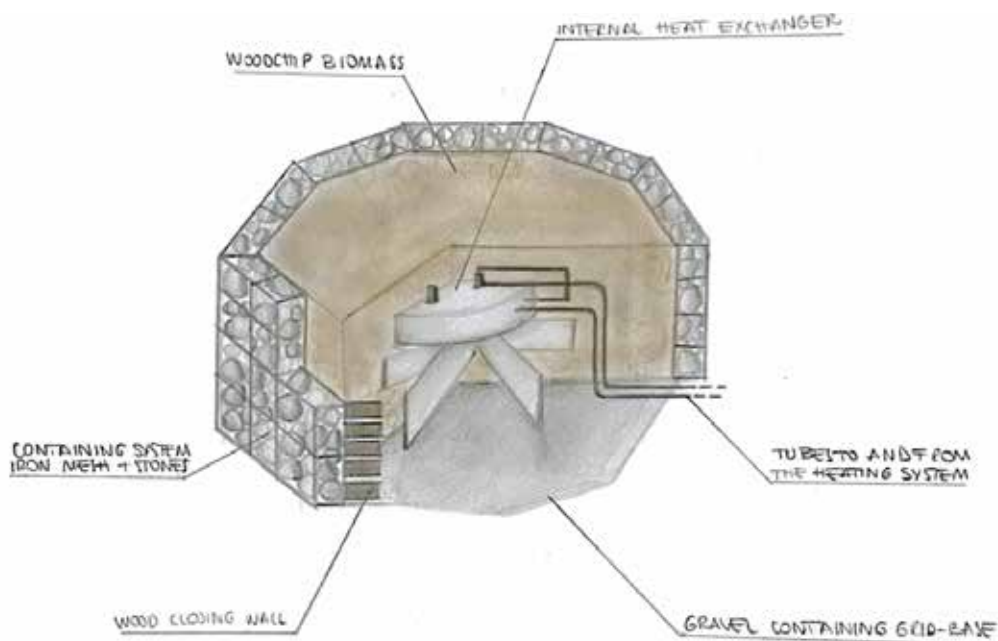 INTERNAL HEAT EXCHANGER
WOODCHIP BIOMASS
CONTAINING SYSTEM
IRON MESH + STONES
TUBES TO AND FROM
THE HEATING SYSTEM
WOOD CLOSING WALL
GRAVEL CONTAINING GRID-BASE